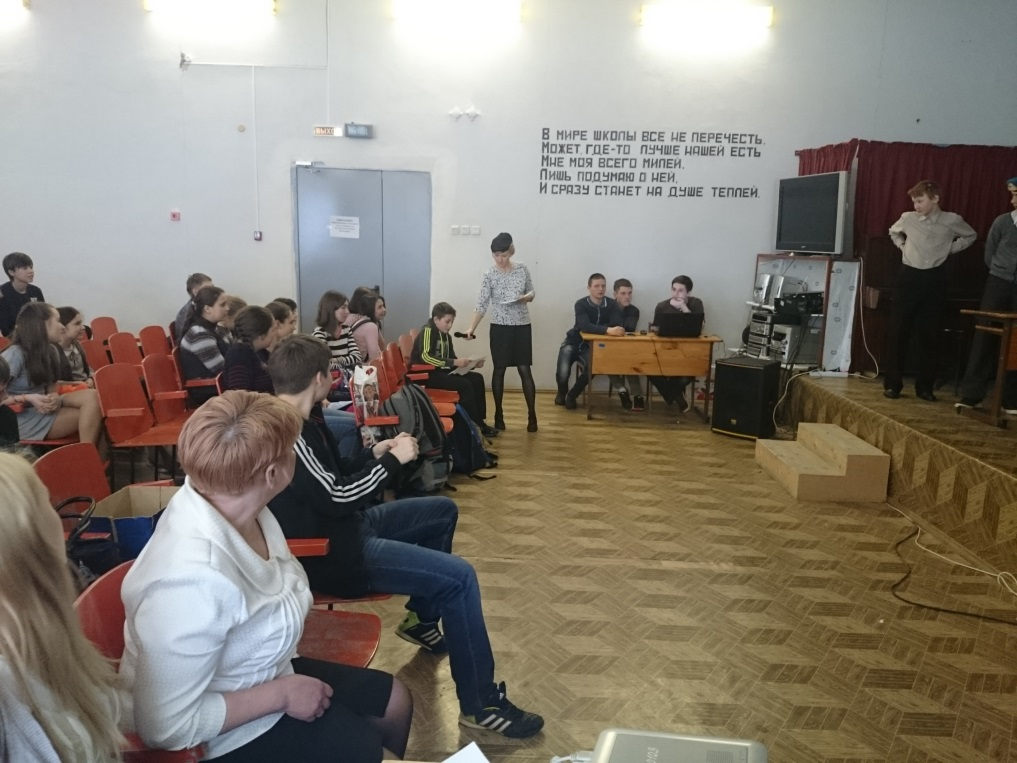 ВЫХОД
В МИРЕ ШКОЛЫ ВСЕ НЕ ПЕРЕЧЕСТЬ.
МОЖЕТ, ГДЕ-ТО ЛУЧШЕ НАШЕЙ ЕСТЬ
МНЕ МОЯ ВСЕГО МИЛЕЙ.
ЛИШЬ ПОДУМАЮ О НЕЙ,
И СРАЗУ СТАНЕТ НА ДУШЕ ТЕПЛЕЙ.